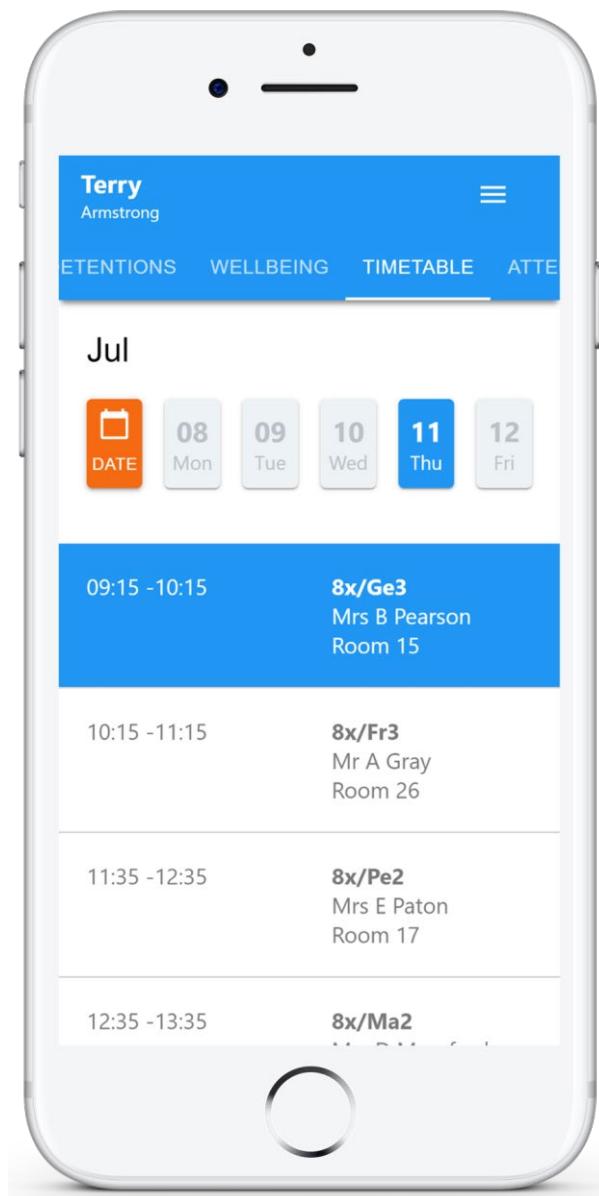 Terry
Armstrong
ETENTIONS WELLBEING TIMETABLE ATTE
Jul
DATE 08 Mon 09 Tue 10 Wed 11 Thu 12 Fri
09:15 -10:15 8x/Ge3
Mrs B Pearson
Room 15
10:15 -11:15 8x/Fr3
Mr A Gray
Room 26
11:35 -12:35 8x/Pe2
Mrs E Paton
Room 17
12:35 -13:35 8x/Ma2